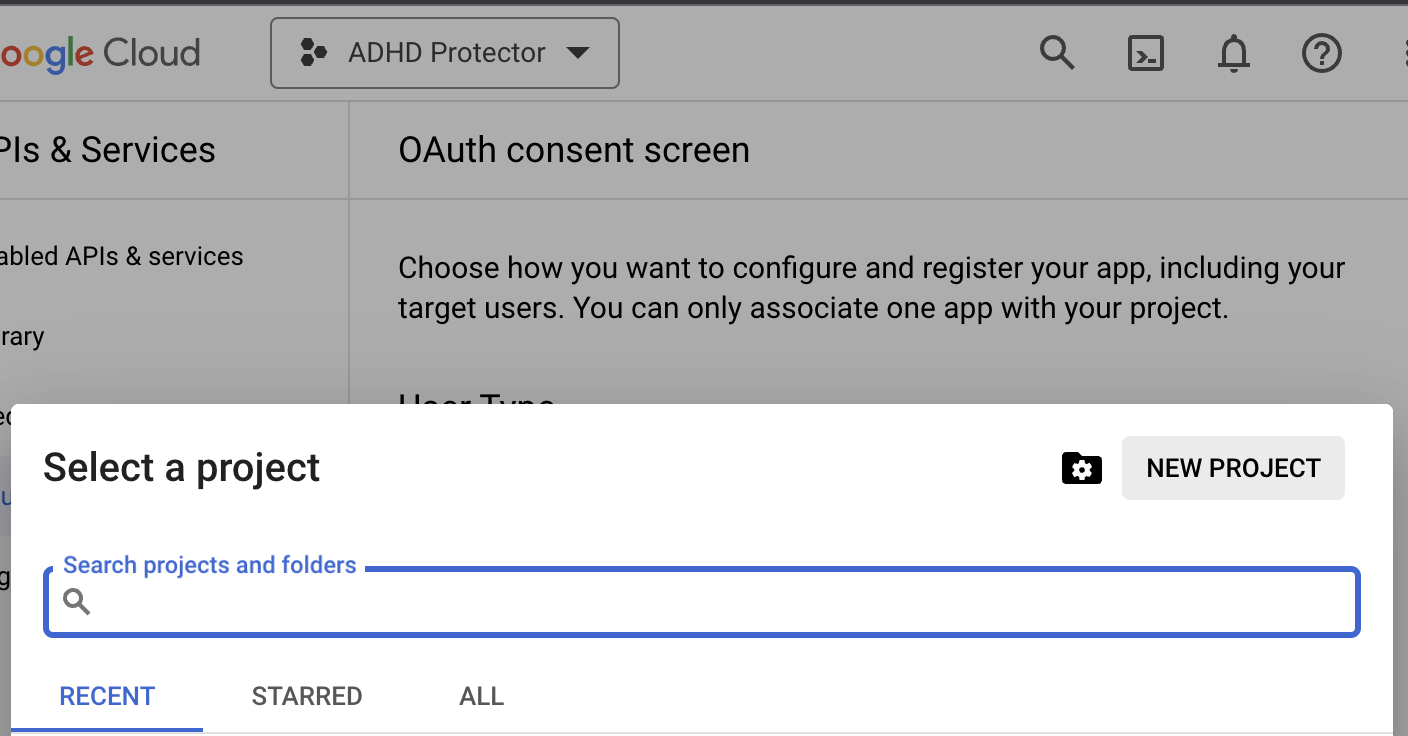 oogle Cloud
ADHD Protector
PIs & Services
OAuth consent screen
abled APIs & services
Choose how you want to configure and register your app, including your
target users. You can only associate one app with your project.
rary
User Type
Select a project
NEW PROJECT
Search projects and folders
RECENT
STARRED
ALL